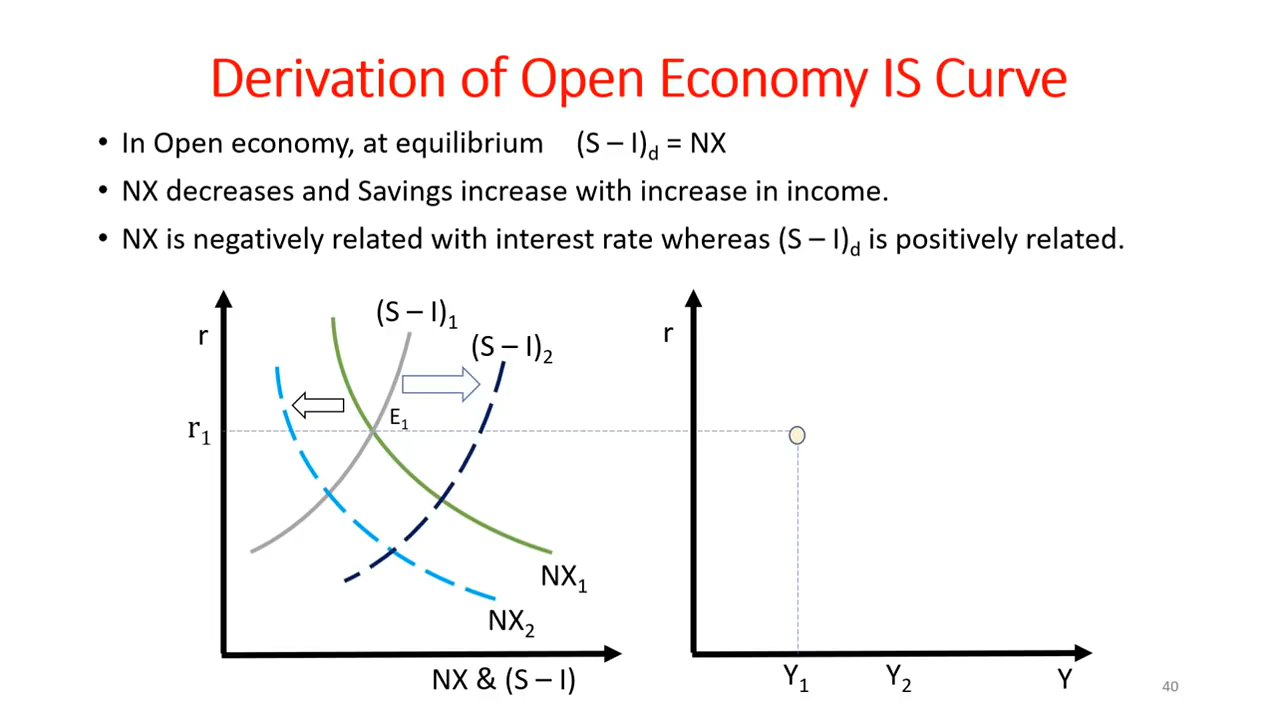 Derivation of Open Economy IS Curve
• In Open economy, at equilibrium (S – I)d = NX
• NX decreases and Savings increase with increase in income.
• NX is negatively related with interest rate whereas (S – I)d is positively related.
(S – I)1
r
(S – I)2
E1
r1
NX1
NX2
NX & (S – I)
r
Y1
Y2
Y
40